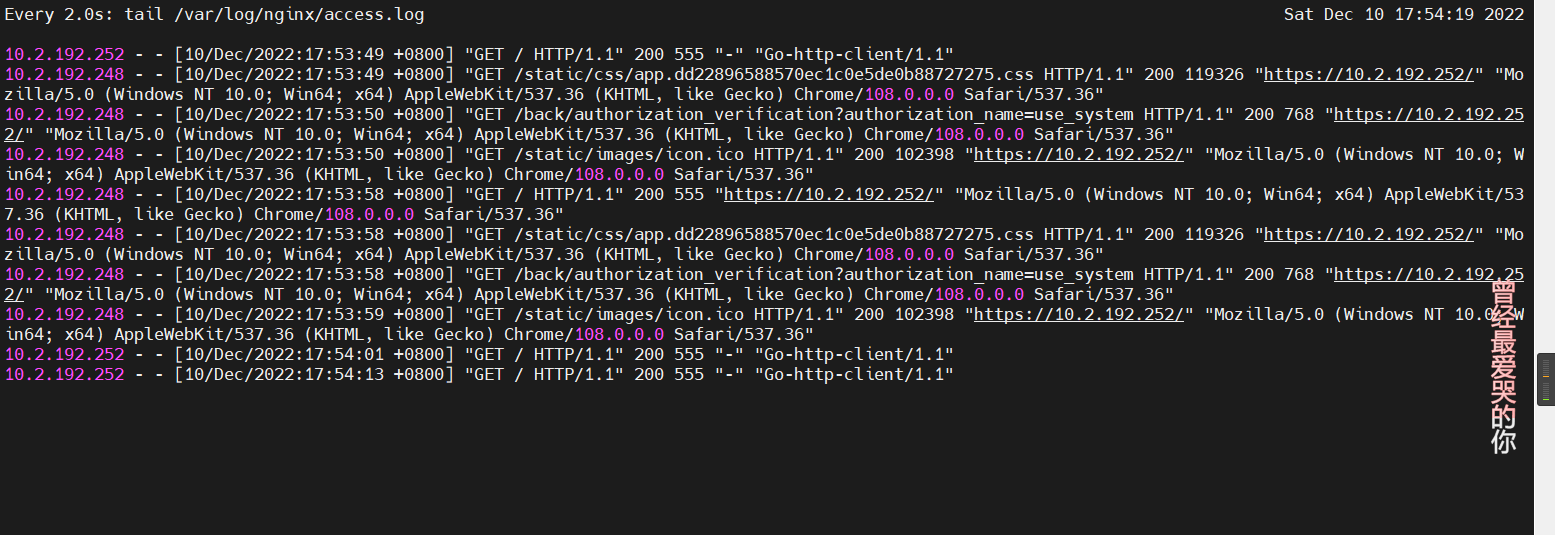 Every 2.0s: tail /var/log/nginx/access.log Sat Dec 10 17:54:19 2022
10.2.192.252 - - [10/Dec/2022:17:53:49 +0800] "GET / HTTP/1.1" 200 555 "-" "Go-http-client/1.1"
10.2.192.248 - - [10/Dec/2022:17:53:49 +0800] "GET /static/css/app.dd22896588570ec1c0e5de0b88727275.css HTTP/1.1" 200 119326 "https://10.2.192.252/" "Mo
zilla/5.0 (Windows NT 10.0; Win64; x64) AppleWebKit/537.36 (KHTML, like Gecko) Chrome/108.0.0.0 Safari/537.36"
10.2.192.248 - - [10/Dec/2022:17:53:50 +0800] "GET /back/authorization_verification?authorization_name=use_system HTTP/1.1" 200 768 "https://10.2.192.25
2/" "Mozilla/5.0 (Windows NT 10.0; Win64; x64) AppleWebKit/537.36 (KHTML, like Gecko) Chrome/108.0.0.0 Safari/537.36"
10.2.192.248 - - [10/Dec/2022:17:53:50 +0800] "GET /static/images/icon.ico HTTP/1.1" 200 102398 "https://10.2.192.252/" "Mozilla/5.0 (Windows NT 10.0; W
in64; x64) AppleWebKit/537.36 (KHTML, like Gecko) Chrome/108.0.0.0 Safari/537.36"
10.2.192.248 - - [10/Dec/2022:17:53:58 +0800] "GET / HTTP/1.1" 200 555 "https://10.2.192.252/" "Mozilla/5.0 (Windows NT 10.0; Win64; x64) AppleWebKit/53
7.36 (KHTML, like Gecko) Chrome/108.0.0.0 Safari/537.36"
10.2.192.248 - - [10/Dec/2022:17:53:58 +0800] "GET /static/css/app.dd22896588570ec1c0e5de0b88727275.css HTTP/1.1" 200 119326 "https://10.2.192.252/" "Mo
zilla/5.0 (Windows NT 10.0; Win64; x64) AppleWebKit/537.36 (KHTML, like Gecko) Chrome/108.0.0.0 Safari/537.36"
10.2.192.248 - - [10/Dec/2022:17:53:58 +0800] "GET /back/authorization_verification?authorization_name=use_system HTTP/1.1" 200 768 "https://10.2.192.25
2/" "Mozilla/5.0 (Windows NT 10.0; Win64; x64) AppleWebKit/537.36 (KHTML, like Gecko) Chrome/108.0.0.0 Safari/537.36"
10.2.192.248 - - [10/Dec/2022:17:53:59 +0800] "GET /static/images/icon.ico HTTP/1.1" 200 102398 "https://10.2.192.252/" "Mozilla/5.0 (Windows NT 10.0; W
in64; x64) AppleWebKit/537.36 (KHTML, like Gecko) Chrome/108.0.0.0 Safari/537.36"
10.2.192.252 - - [10/Dec/2022:17:54:01 +0800] "GET / HTTP/1.1" 200 555 "-" "Go-http-client/1.1"
10.2.192.252 - - [10/Dec/2022:17:54:13 +0800] "GET / HTTP/1.1" 200 555 "-" "Go-http-client/1.1"
曾经最爱哭的你